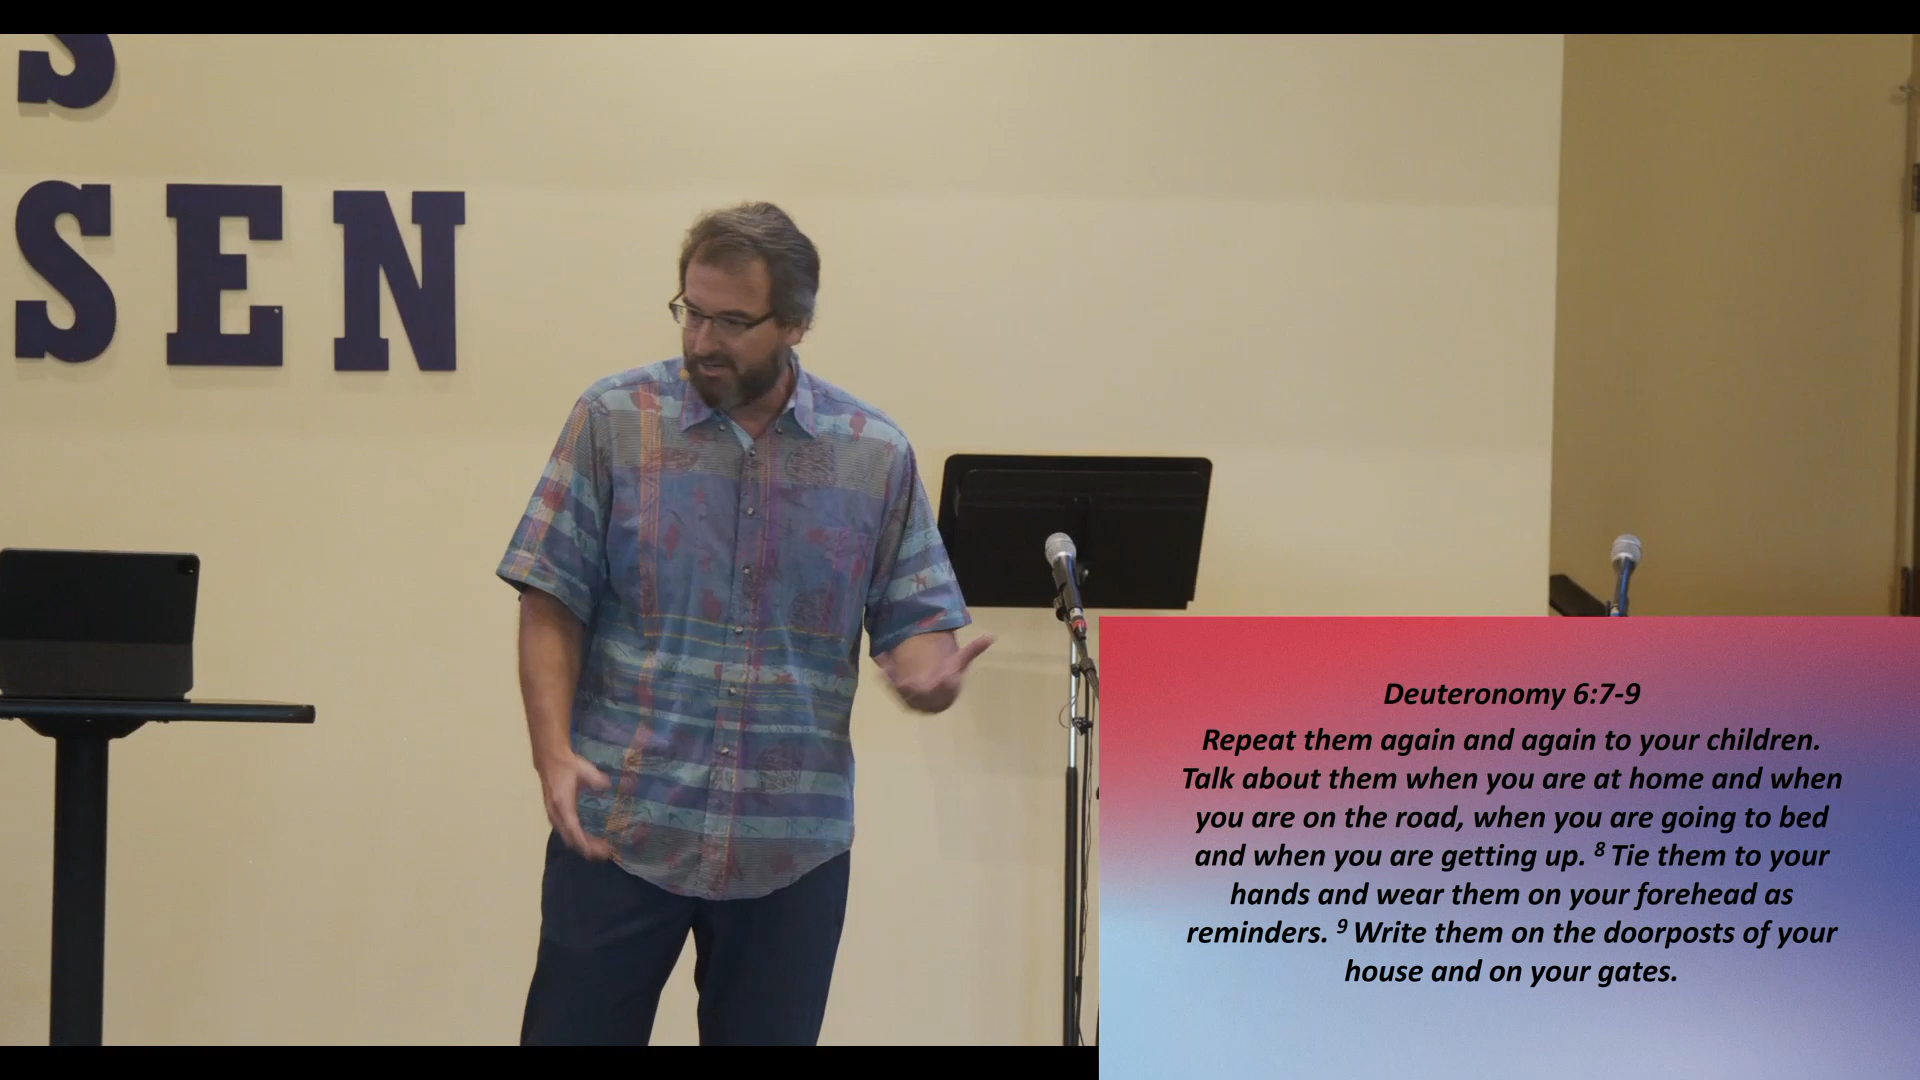 S
SEN
Deuteronomy 6:7-9
Repeat them again and again to your children.
Talk about them when you are at home and when
you are on the road, when you are going to bed
and when you are getting up. ⁸ Tie them to your
hands and wear them on your forehead as
reminders. ⁹ Write them on the doorposts of your
house and on your gates.